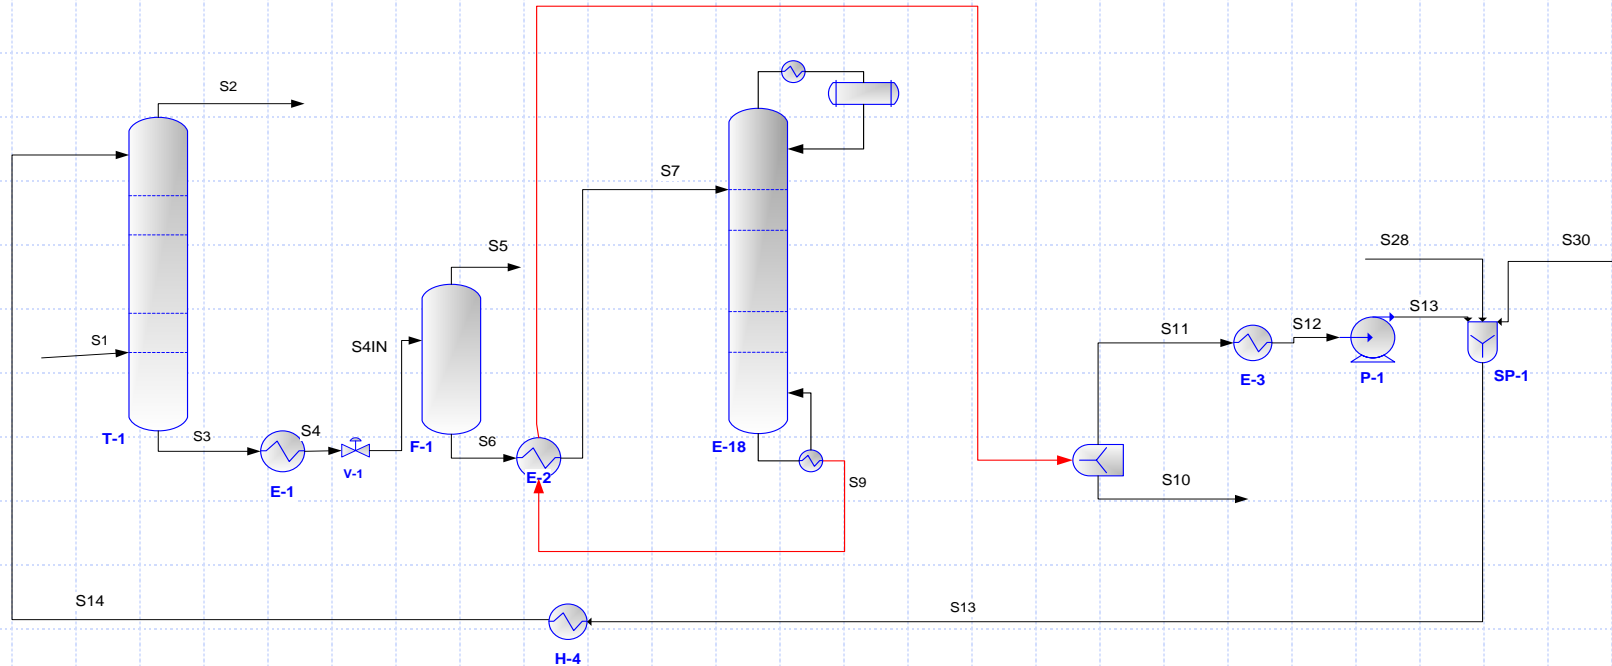 S2
S7
S28
S30
S5
S13
S1
S4IN
S11
S12
E-3
P-1
SP-1
T-1
S3
S4
F-1
S6
E-18
V-1
E-1
E-2
S9
S10
S14
S13
H-4